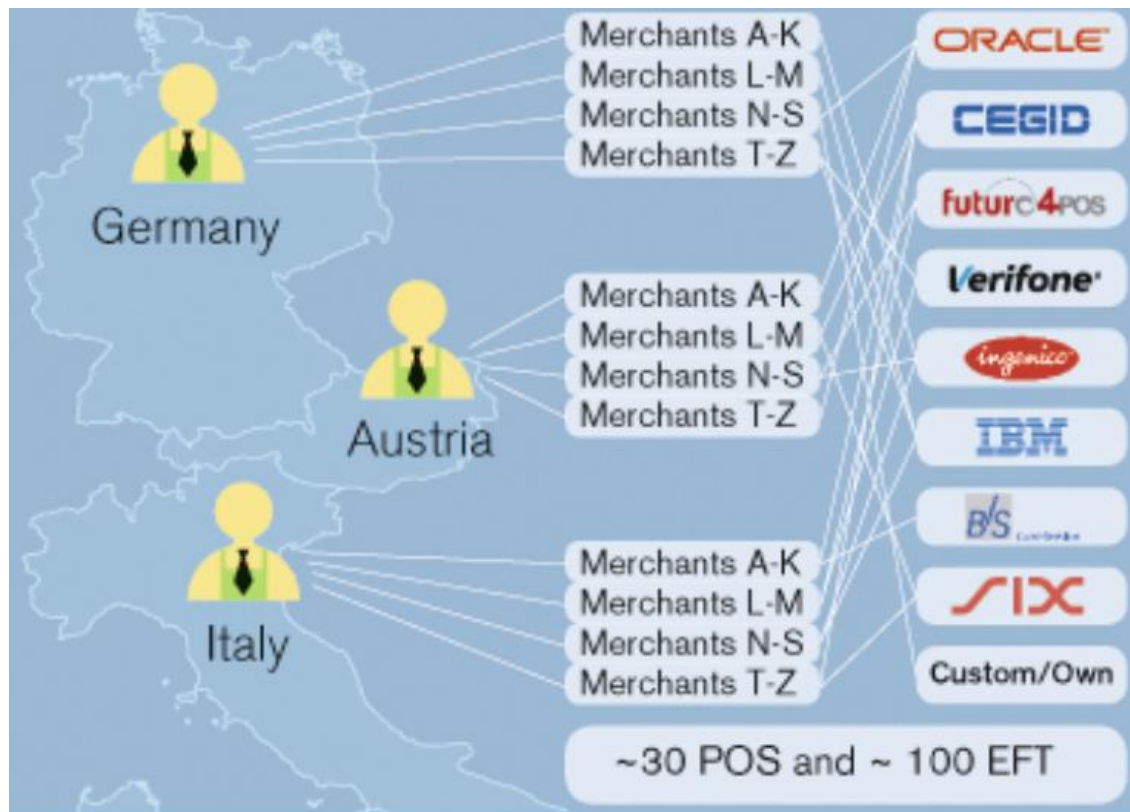 Merchants A-K
Merchants L-M
Merchants N-S
Merchants T-Z
Germany
Merchants A-K
Merchants L-M
Merchants N-S
Merchants T-Z
Austria
Merchants A-K
Merchants L-M
Merchants N-S
Merchants T-Z
Italy
ORACLE
CEGID
futurc4POS
Verifone
ingenico
IBM
B/S
SIX
Custom/Own
~30 POS and ~ 100 EFT